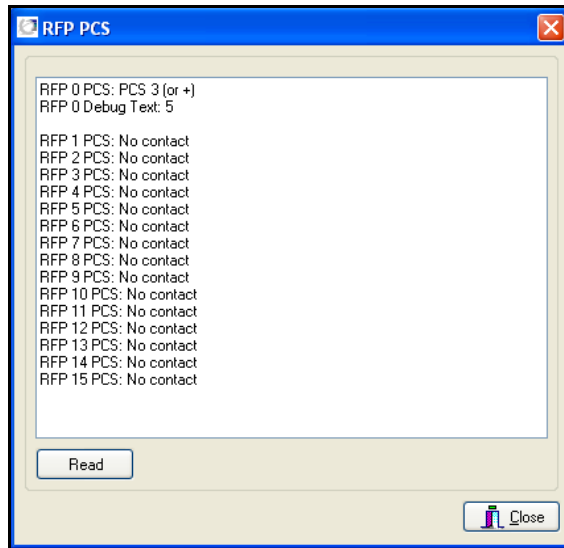 RFP PCS
RFP 0 PCS: PCS 3 (or +)
RFP 0 Debug Text: 5
RFP 1 PCS: No contact
RFP 2 PCS: No contact
RFP 3 PCS: No contact
RFP 4 PCS: No contact
RFP 5 PCS: No contact
RFP 6 PCS: No contact
RFP 7 PCS: No contact
RFP 8 PCS: No contact
RFP 9 PCS: No contact
RFP 10 PCS: No contact
RFP 11 PCS: No contact
RFP 12 PCS: No contact
RFP 13 PCS: No contact
RFP 14 PCS: No contact
RFP 15 PCS: No contact
Read
Close